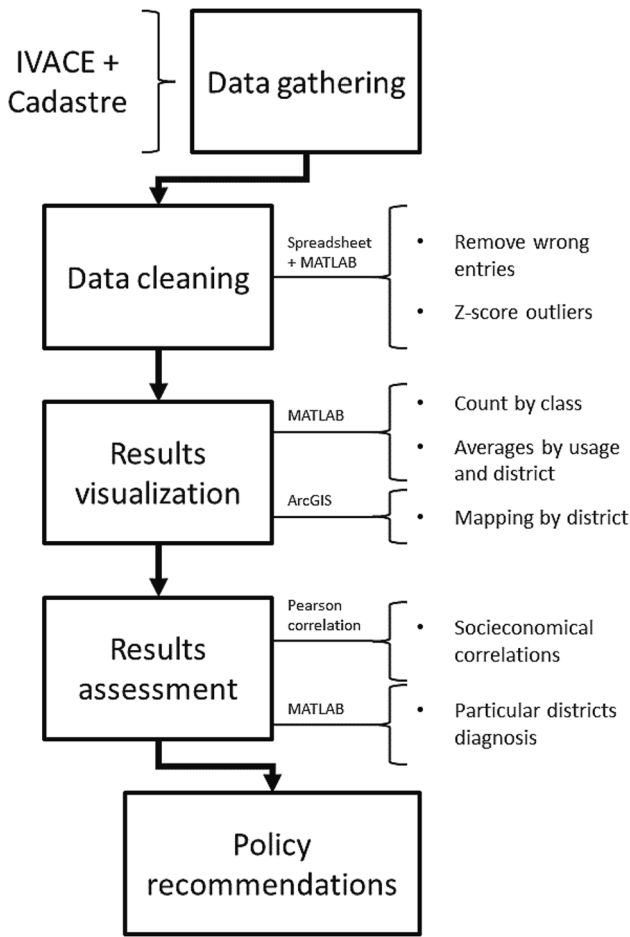 IVACE +
Cadastre
Data gathering
Data cleaning
Spreadsheet
+ MATLAB
• Remove wrong
entries
• Z-score outliers
Results
visualization
MATLAB
• Count by class
• Averages by usage
and district
ArcGIS
• Mapping by district
Results
assessment
Pearson
correlation
• Socieconomical
correlations
MATLAB
• Particular districts
diagnosis
Policy
recommendations